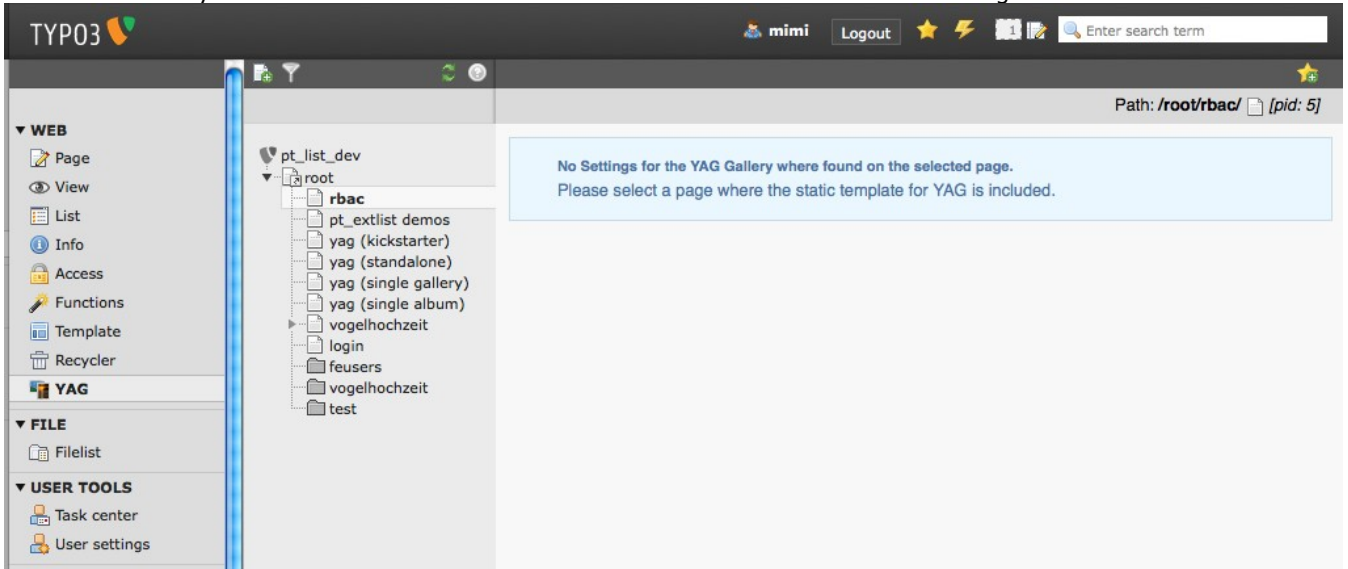 TYPO3
mimi
Logout
1
Enter search term
Path: /root/rbac/ [pid: 5]
WEB
Page
View
List
Info
Access
Functions
Template
Recycler
YAG
FILE
Filelist
USER TOOLS
Task center
User settings
pt_list_dev
root
rbac
pt_extlist demos
yag (kickstarter)
yag (standalone)
yag (single gallery)
yag (single album)
vogelhochzeit
login
feusers
vogelhochzeit
test
No Settings for the YAG Gallery where found on the selected page.
Please select a page where the static template for YAG is included.